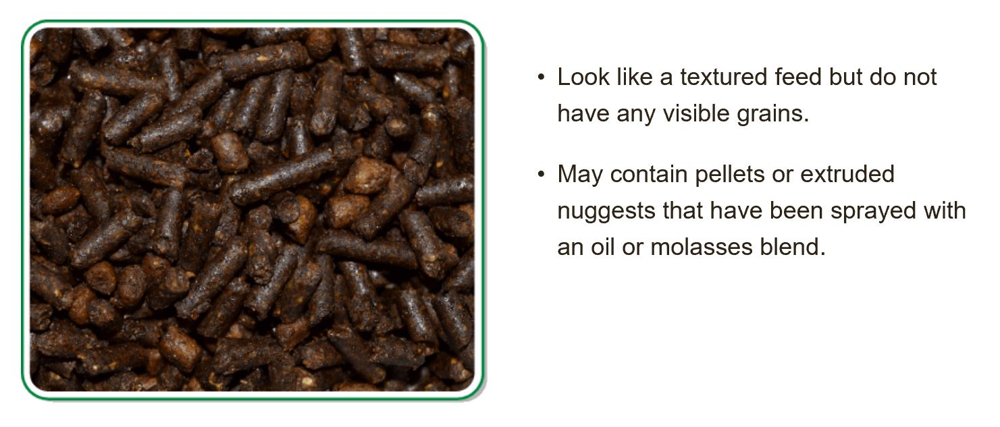 • Look like a textured feed but do not
have any visible grains.
• May contain pellets or extruded
nuggests that have been sprayed with
an oil or molasses blend.